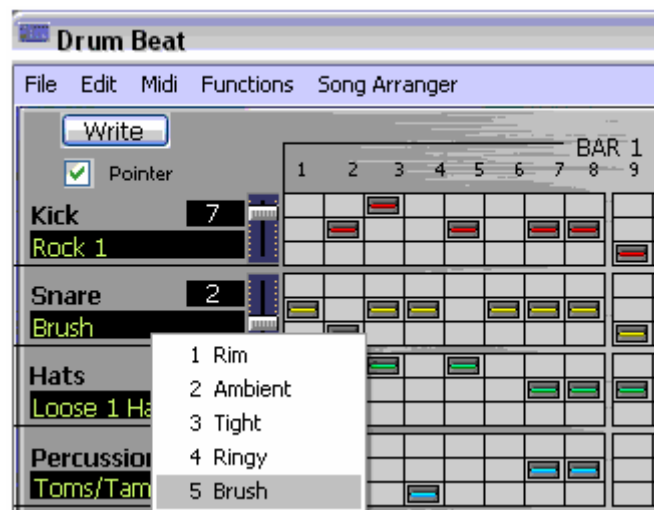 Drum Beat
File Edit Midi Functions Song Arranger
Write
BAR 1
Pointer
1 2 3 4 5 6 7 8 9
Kick 7
Rock 1
Snare 2
Brush
1 Rim
Hats
2 Ambient
Loose 1
3 Tight
4 Ringy
5 Brush